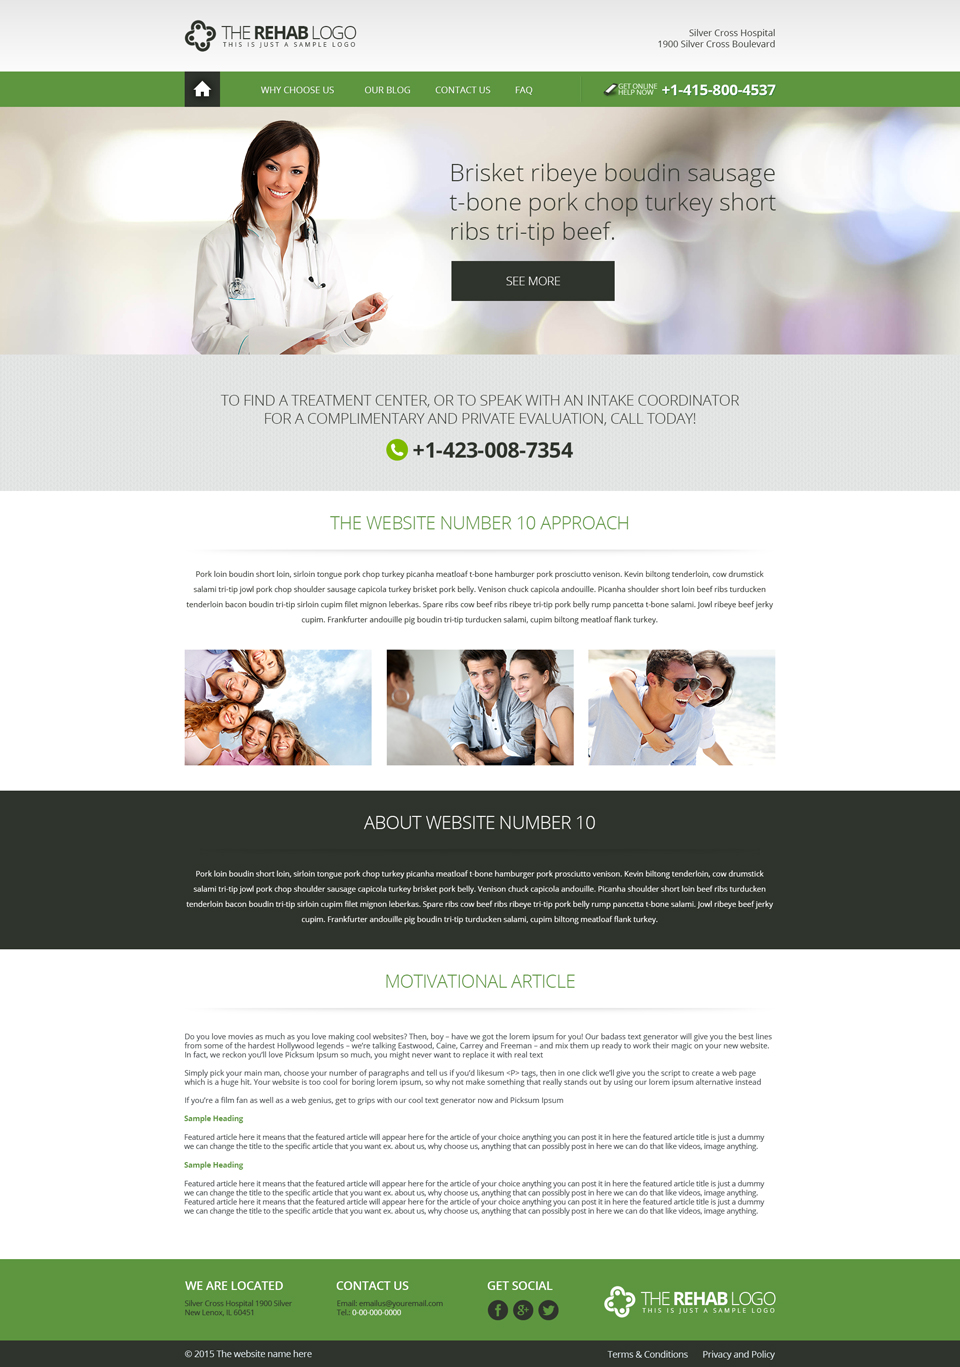 THE REHAB LOGO
THIS IS JUST A SAMPLE LOGO
Silver Cross Hospital
1900 Silver Cross Boulevard
WHY CHOOSE US
OUR BLOG
CONTACT US
FAQ
GET ONLINE
HELP NOW
+1-415-800-4537
Brisket ribeye boudin sausage
t-bone pork chop turkey short
ribs tri-tip beef.
SEE MORE
TO FIND A TREATMENT CENTER, OR TO SPEAK WITH AN INTAKE COORDINATOR
FOR A COMPLIMENTARY AND PRIVATE EVALUATION, CALL TODAY!
+1-423-008-7354
THE WEBSITE NUMBER 10 APPROACH
Pork loin boudin short loin, sirloin tongue pork chop turkey picanha meatloaf t-bone hamburger pork prosciutto venison. Kevin biltong tenderloin, cow drumstick
salami tri-tip jowl pork chop shoulder sausage capicola turkey brisket pork belly. Venison chuck capicola andouille. Picanha shoulder short loin beef ribs turducken
tenderloin bacon boudin tri-tip sirloin cupim filet mignon leberkas. Spare ribs cow beef ribs ribeye tri-tip pork belly rump pancetta t-bone salami. Jowl ribeye beef jerky
cupim. Frankfurter andouille pig boudin tri-tip turducken salami, cupim biltong meatloaf flank turkey.
ABOUT WEBSITE NUMBER 10
Pork loin boudin short loin, sirloin tongue pork chop turkey picanha meatloaf t-bone hamburger pork prosciutto venison. Kevin biltong tenderloin, cow drumstick
salami tri-tip jowl pork chop shoulder sausage capicola turkey brisket pork belly. Venison chuck capicola andouille. Picanha shoulder short loin beef ribs turducken
tenderloin bacon boudin tri-tip sirloin cupim filet mignon leberkas. Spare ribs cow beef ribs ribeye tri-tip pork belly rump pancetta t-bone salami. Jowl ribeye beef jerky
cupim. Frankfurter andouille pig boudin tri-tip turducken salami, cupim biltong meatloaf flank turkey.
MOTIVATIONAL ARTICLE
Do you love movies as much as you love making cool websites? Then, boy – have we got the lorem ipsum for you! Our badass text generator will give you the best lines
from some of the hardest Hollywood legends – we're talking Eastwood, Caine, Carrey and Freeman – and mix them up ready to work their magic on your new website.
In fact, we reckon you'll love Picksum Ipsum so much, you might never want to replace it with real text
Simply pick your main man, choose your number of paragraphs and tell us if you'd likesum <P> tags, then in one click we'll give you the script to create a web page
which is a huge hit. Your website is too cool for boring lorem ipsum, so why not make something that really stands out by using our lorem ipsum alternative instead
If you're a film fan as well as a web genius, get to grips with our cool text generator now and Picksum Ipsum
Sample Heading
Featured article here it means that the featured article will appear here for the article of your choice anything you can post it in here the featured article title is just a dummy
we can change the title to the specific article that you want ex. about us, why choose us, anything that can possibly post in here we can do that like videos, image anything.
Sample Heading
Featured article here it means that the featured article will appear here for the article of your choice anything you can post it in here the featured article title is just a dummy
we can change the title to the specific article that you want ex. about us, why choose us, anything that can possibly post in here we can do that like videos, image anything.
Featured article here it means that the featured article will appear here for the article of your choice anything you can post it in here the featured article title is just a dummy
we can change the title to the specific article that you want ex. about us, why choose us, anything that can possibly post in here we can do that like videos, image anything.
WE ARE LOCATED
Silver Cross Hospital 1900 Silver
New Lenox, IL 60451
CONTACT US
Email: emailus@youremail.com
Tel.: 0-00-000-0000
GET SOCIAL
THE REHAB LOGO
THIS IS JUST A SAMPLE LOGO
© 2015 The website name here
Terms & Conditions
Privacy and Policy